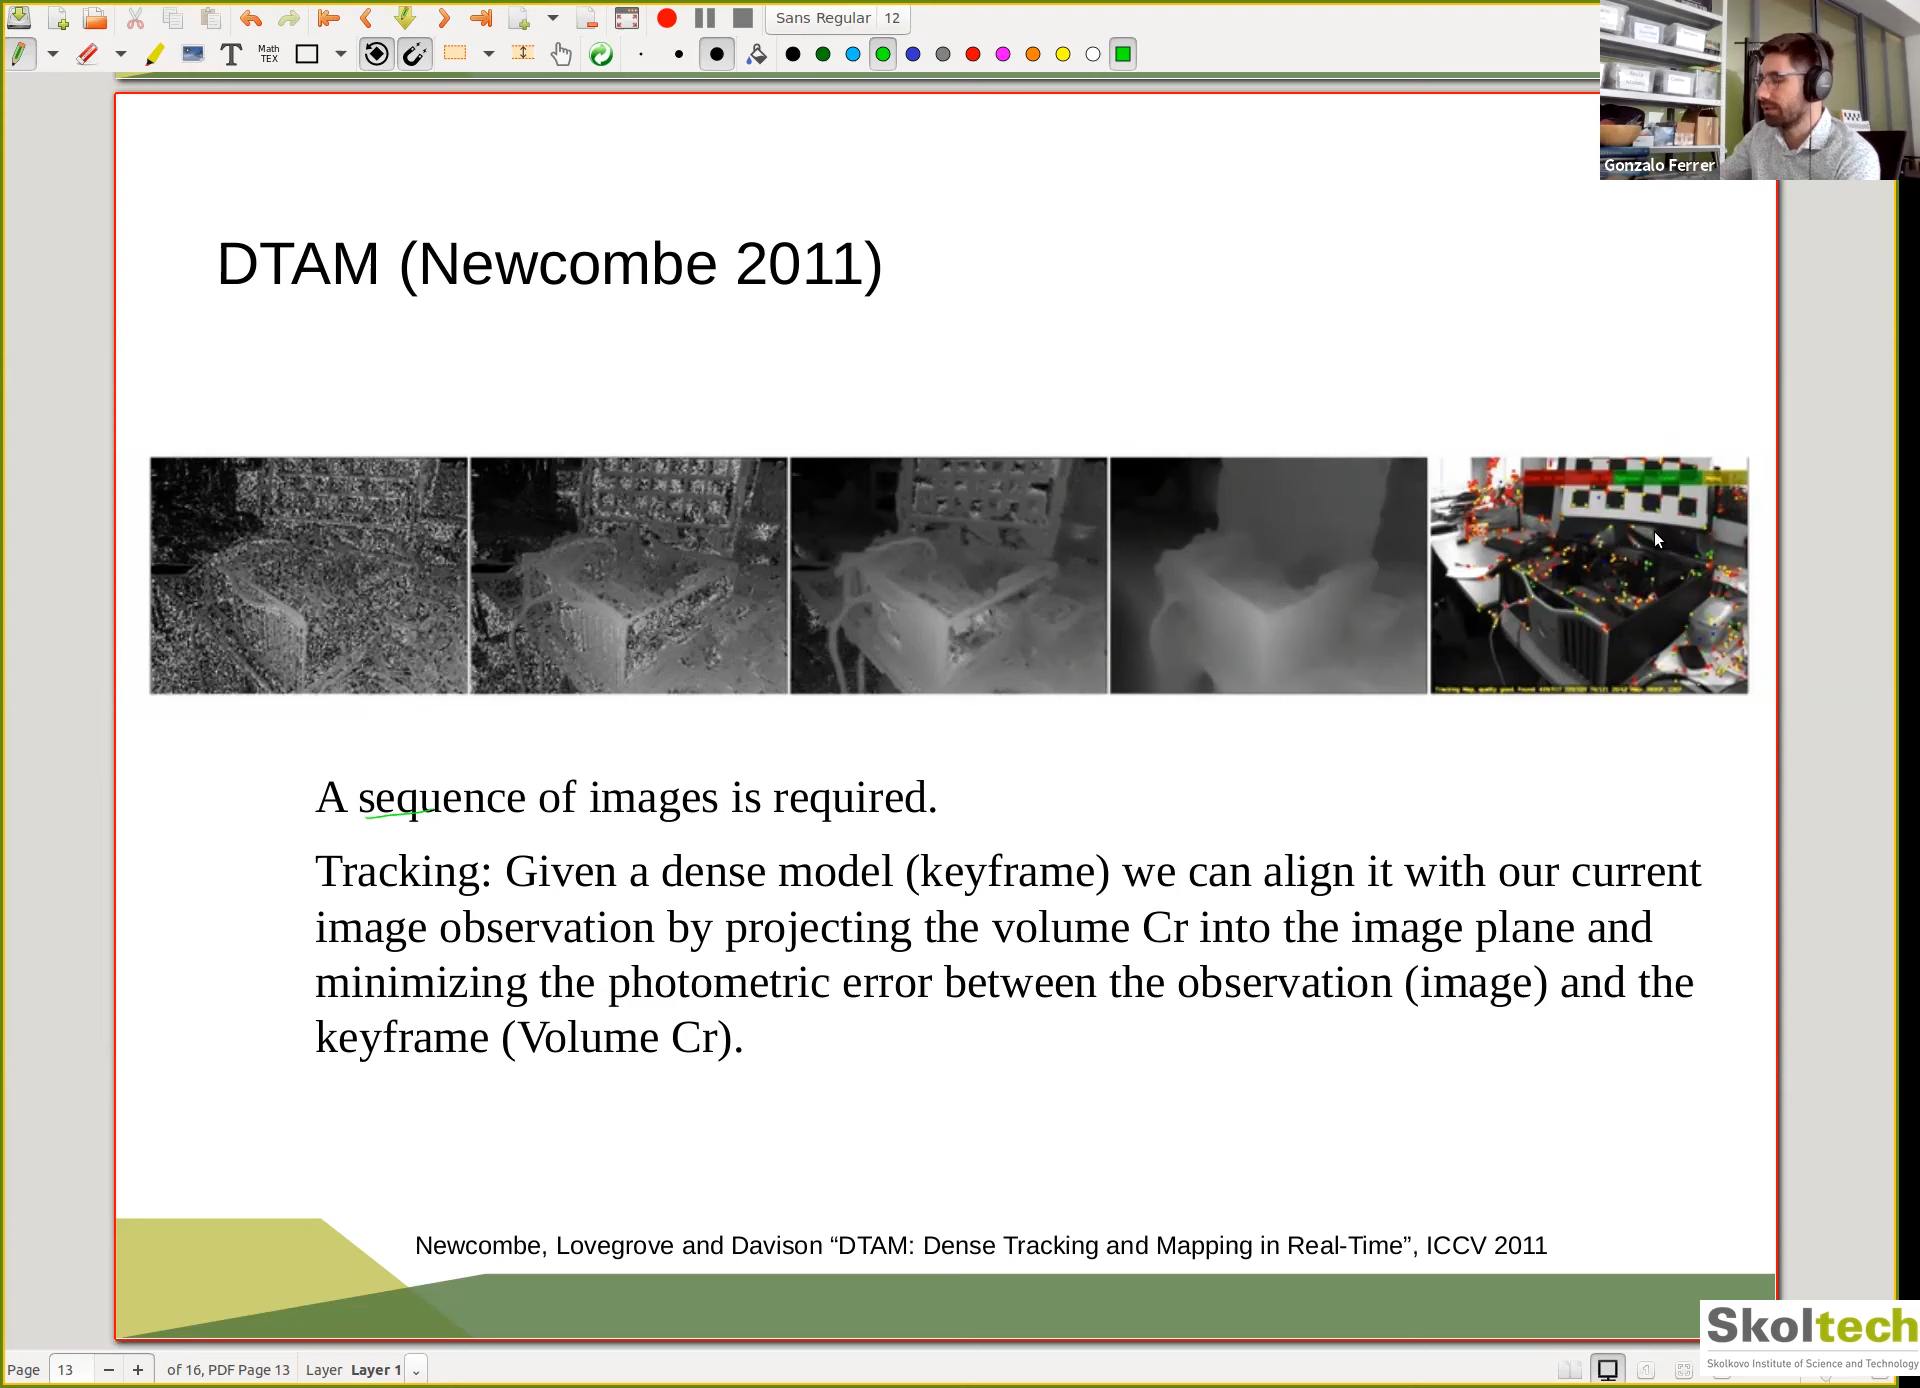 Sans Regular 12
Math
TEX
Gonzalo Ferrer
DTAM (Newcombe 2011)
A sequence of images is required.
Tracking: Given a dense model (keyframe) we can align it with our current
image observation by projecting the volume Cr into the image plane and
minimizing the photometric error between the observation (image) and the
keyframe (Volume Cr).
Newcombe, Lovegrove and Davison “DTAM: Dense Tracking and Mapping in Real-Time”, ICCV 2011
Skoltech
Skolkovo Institute of Science and Technology
Page 13 − + of 16, PDF Page 13 Layer Layer 1